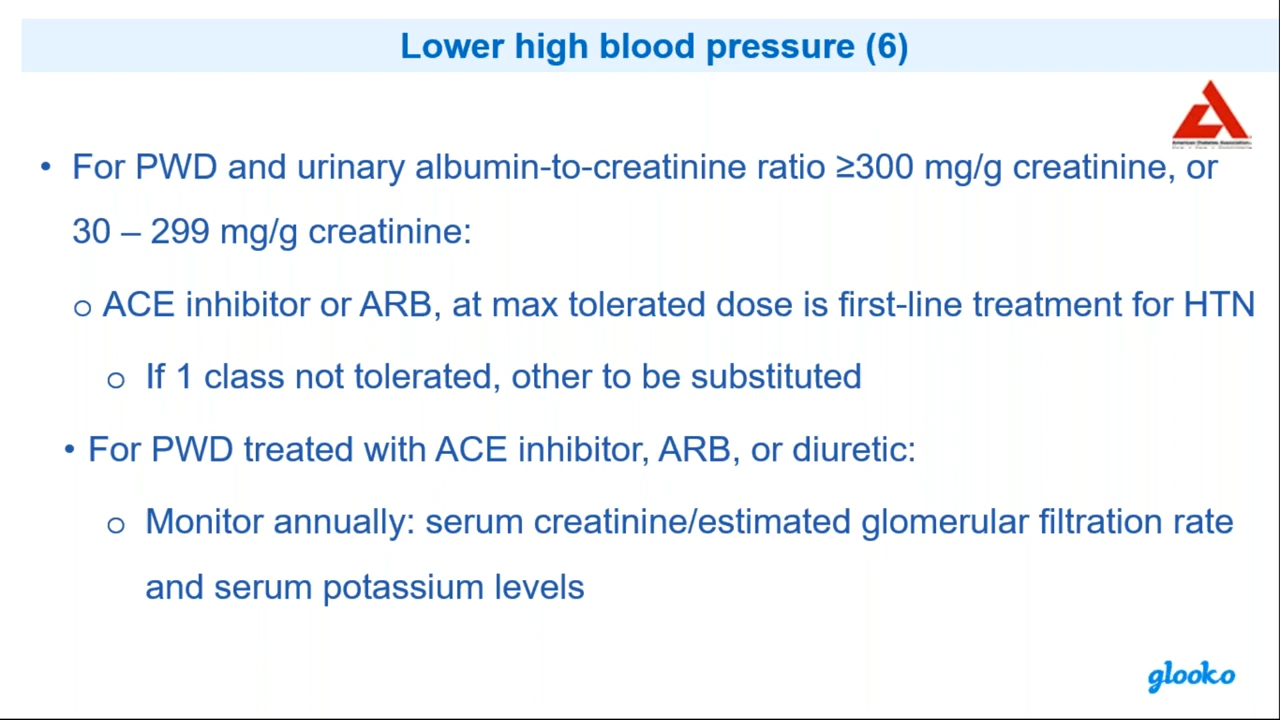 Lower high blood pressure (6)
American Diabetes Association
• For PWD and urinary albumin-to-creatinine ratio ≥300 mg/g creatinine, or
30 – 299 mg/g creatinine:
o ACE inhibitor or ARB, at max tolerated dose is first-line treatment for HTN
o If 1 class not tolerated, other to be substituted
• For PWD treated with ACE inhibitor, ARB, or diuretic:
o Monitor annually: serum creatinine/estimated glomerular filtration rate
and serum potassium levels
glooko